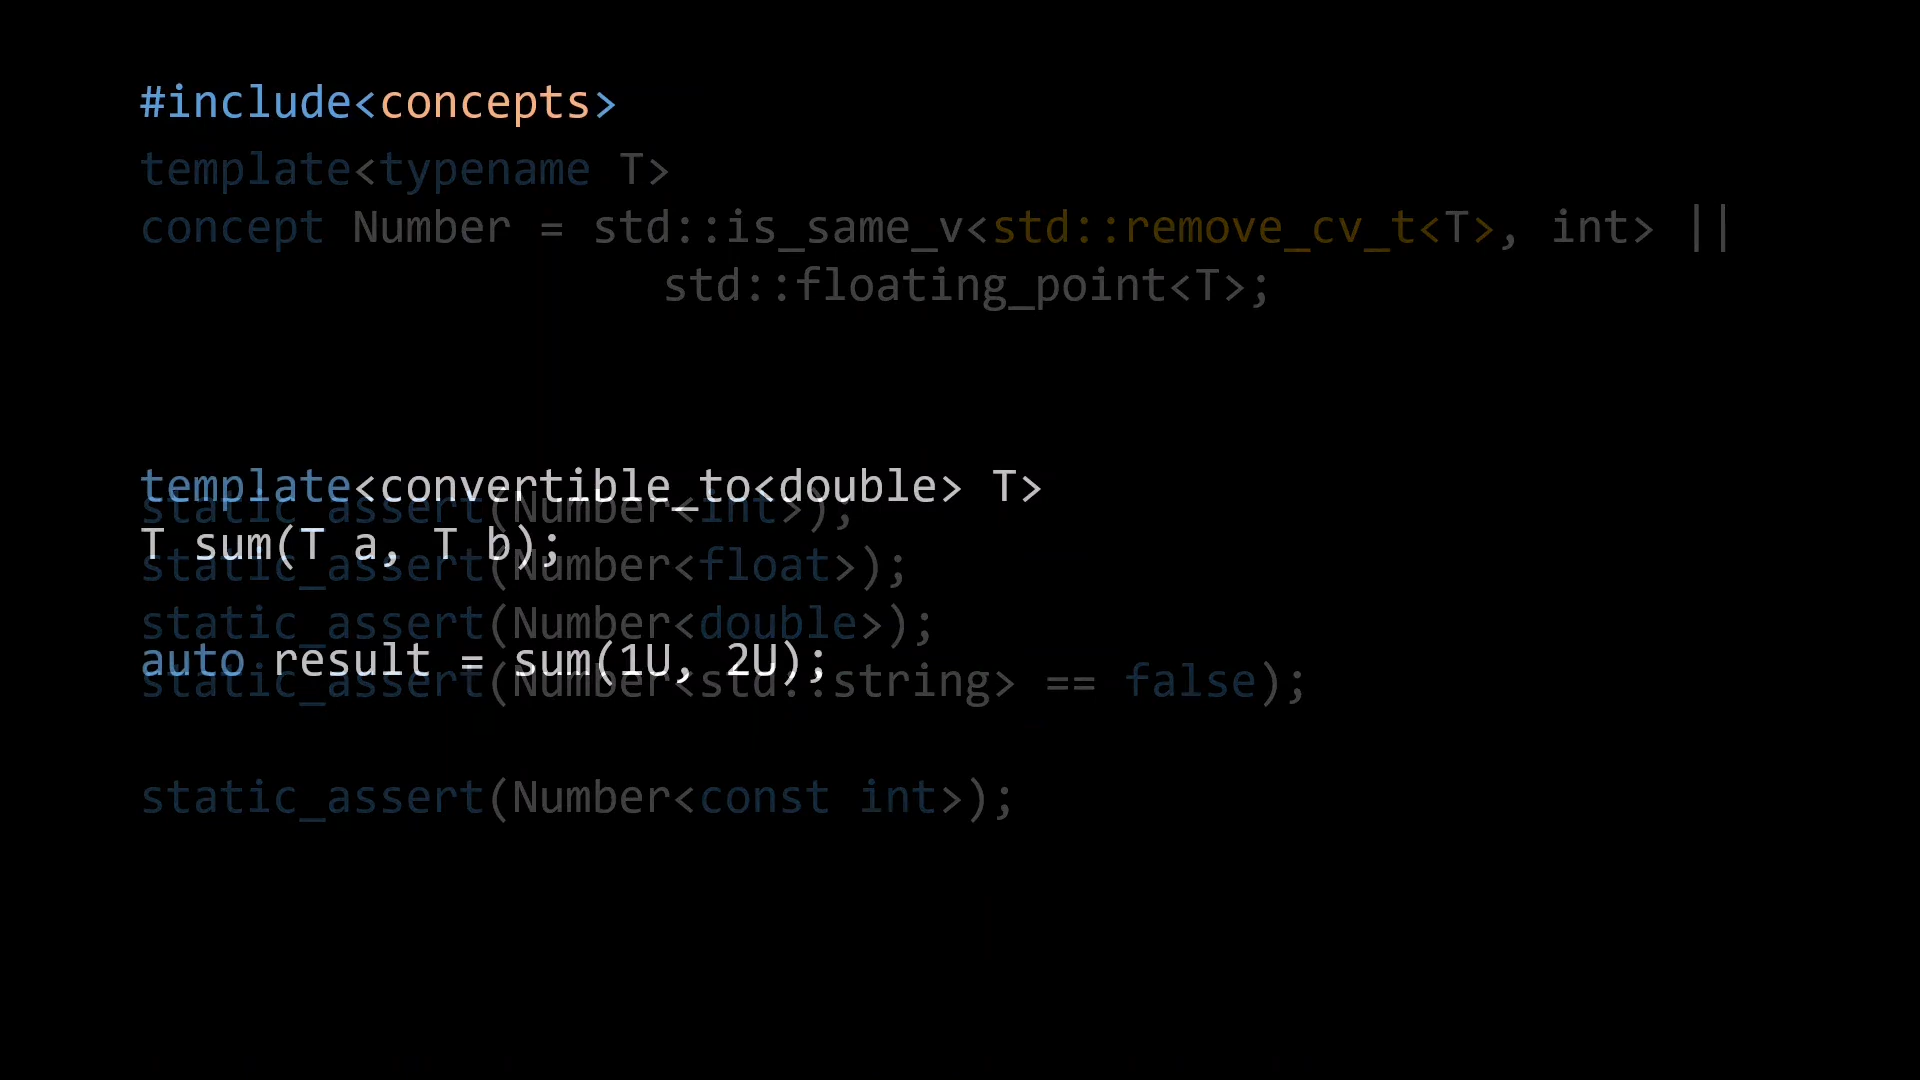 #include<concepts>
template<typename T>
concept Number = std::is_same_v<std::remove_cv_t<T>, int> ||
std::floating_point<T>;
template<convertible_to<double> T>
static_assert(Number<int>);
T sum(T a, T b);
static_assert(Number<float>);
static_assert(Number<double>);
auto result = sum(1U, 2U);
static_assert(Number<std::string> == false);
static_assert(Number<const int>);